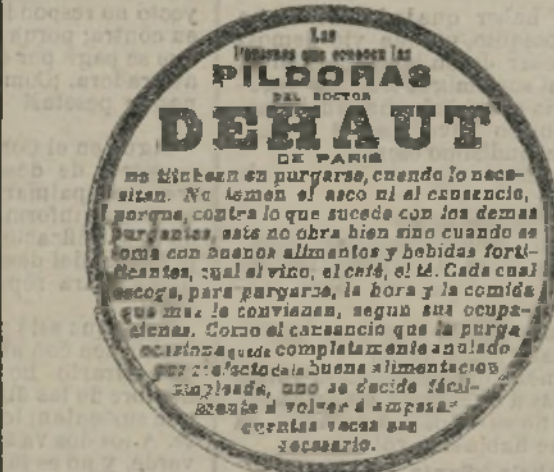 Las
Personas que conocen las
PILDORAS
DEL DOCTOR
DEHAUT
DE PARIS
no titubean en purgarse, cuando lo nece-
sitan. No temen el asco ni el cansancio,
porque, contra lo que sucede con los demas
purgantes, este no obra bien sino cuando se
toma con buenos alimentos y bebidas forti-
ficantes, cual el vino, el café, el té. Cada cual
escoge, para purgarse, la hora y la comida
que mas le convienen, segun sus ocupa-
ciones. Como el cansancio que la purga
ocasiona queda completamente anulado
por el efecto de la buena alimentacion
empleada, uno se decide fácil-
mente á volver á empezar
cuantas veces sea
necesario.